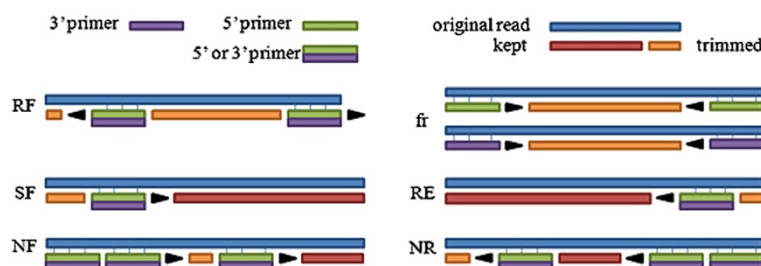 3'primer
5'primer
5' or 3'primer
original read
kept
trimmed
RF
SF
NF
fr
RE
NR